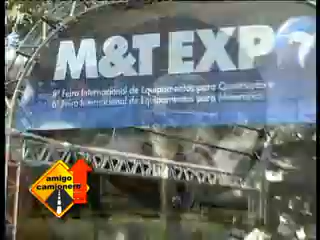 M&T EXPO
8ª Feira Internacional de Equipamentos para Construção e
6ª Feira Internacional de Equipamentos para Mineração
amigo
camionero